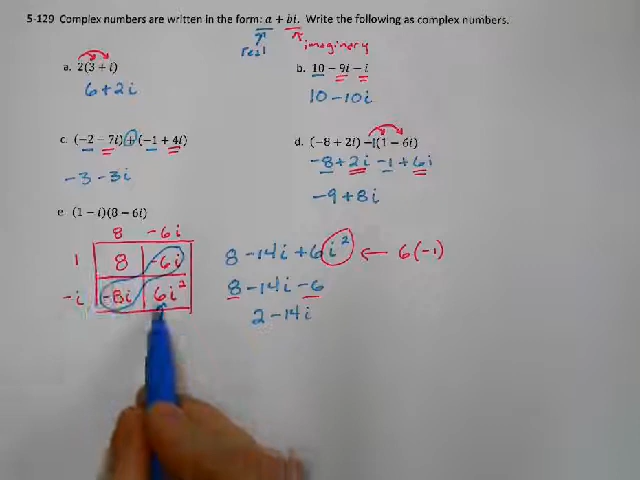 5-129 Complex numbers are written in the form: a + bi. Write the following as complex numbers.
real
imaginary
a. 2(3 + i)
6+2i
b. 10 − 9i − i
10-10i
c. (−2 − 7i) + (−1 + 4i)
-3-3i
d. (−8 + 2i) − 1(1 − 6i)
-8+2i -1+6i
-9+8i
e (1 − i)(8 − 6i)
8 -6i
1 8 -6i
-i -8i 6i²
8-14i+6i² ← 6(-1)
8-14i-6
2-14i